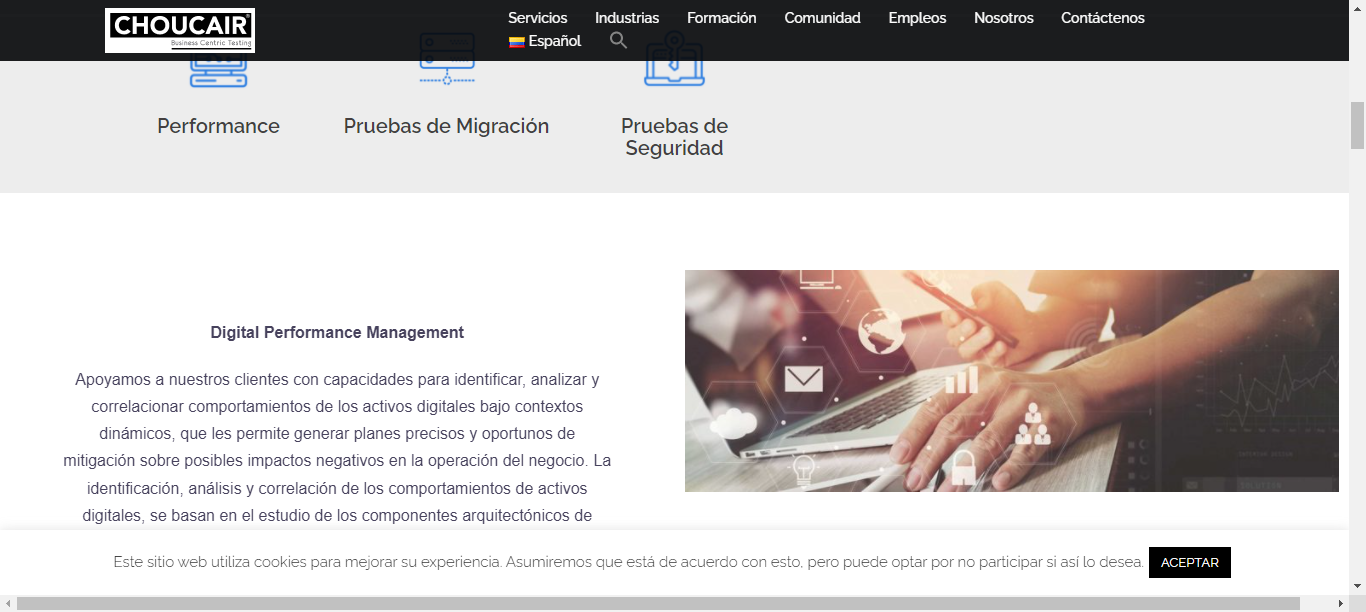 CHOUCAIR
Business Centric Testing
Servicios Industrias Formación Comunidad Empleos Nosotros Contáctenos
Español
Performance
Pruebas de Migración
Pruebas de
Seguridad
Digital Performance Management
Apoyamos a nuestros clientes con capacidades para identificar, analizar y
correlacionar comportamientos de los activos digitales bajo contextos
dinámicos, que les permite generar planes precisos y oportunos de
mitigación sobre posibles impactos negativos en la operación del negocio. La
identificación, análisis y correlación de los comportamientos de activos
digitales, se basan en el estudio de los componentes arquitectónicos de
Este sitio web utiliza cookies para mejorar su experiencia. Asumiremos que está de acuerdo con esto, pero puede optar por no participar si así lo desea. ACEPTAR